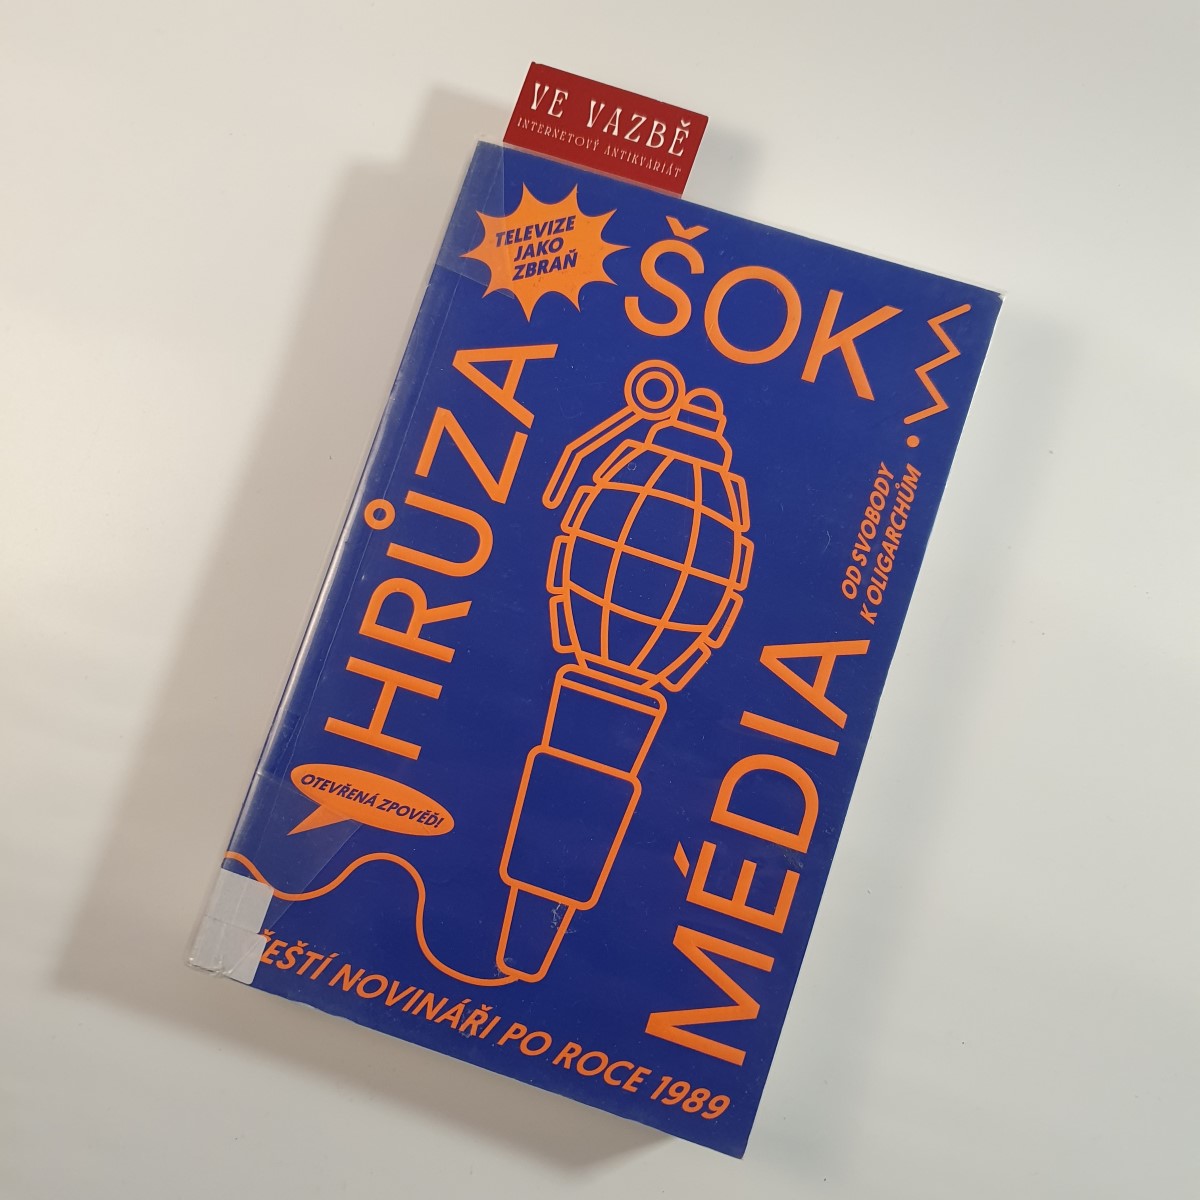 VE VAZBĚ
INTERNETOVÝ ANTIKVARIÁT
TELEVIZE
JAKO
ZBRAŇ
ŠOK
HRŮZA
MÉDIA
OD SVOBODY
K OLIGARCHŮM
OTEVŘENÁ ZPOVĚĎ!
ČEŠTÍ NOVINÁŘI PO ROCE 1989